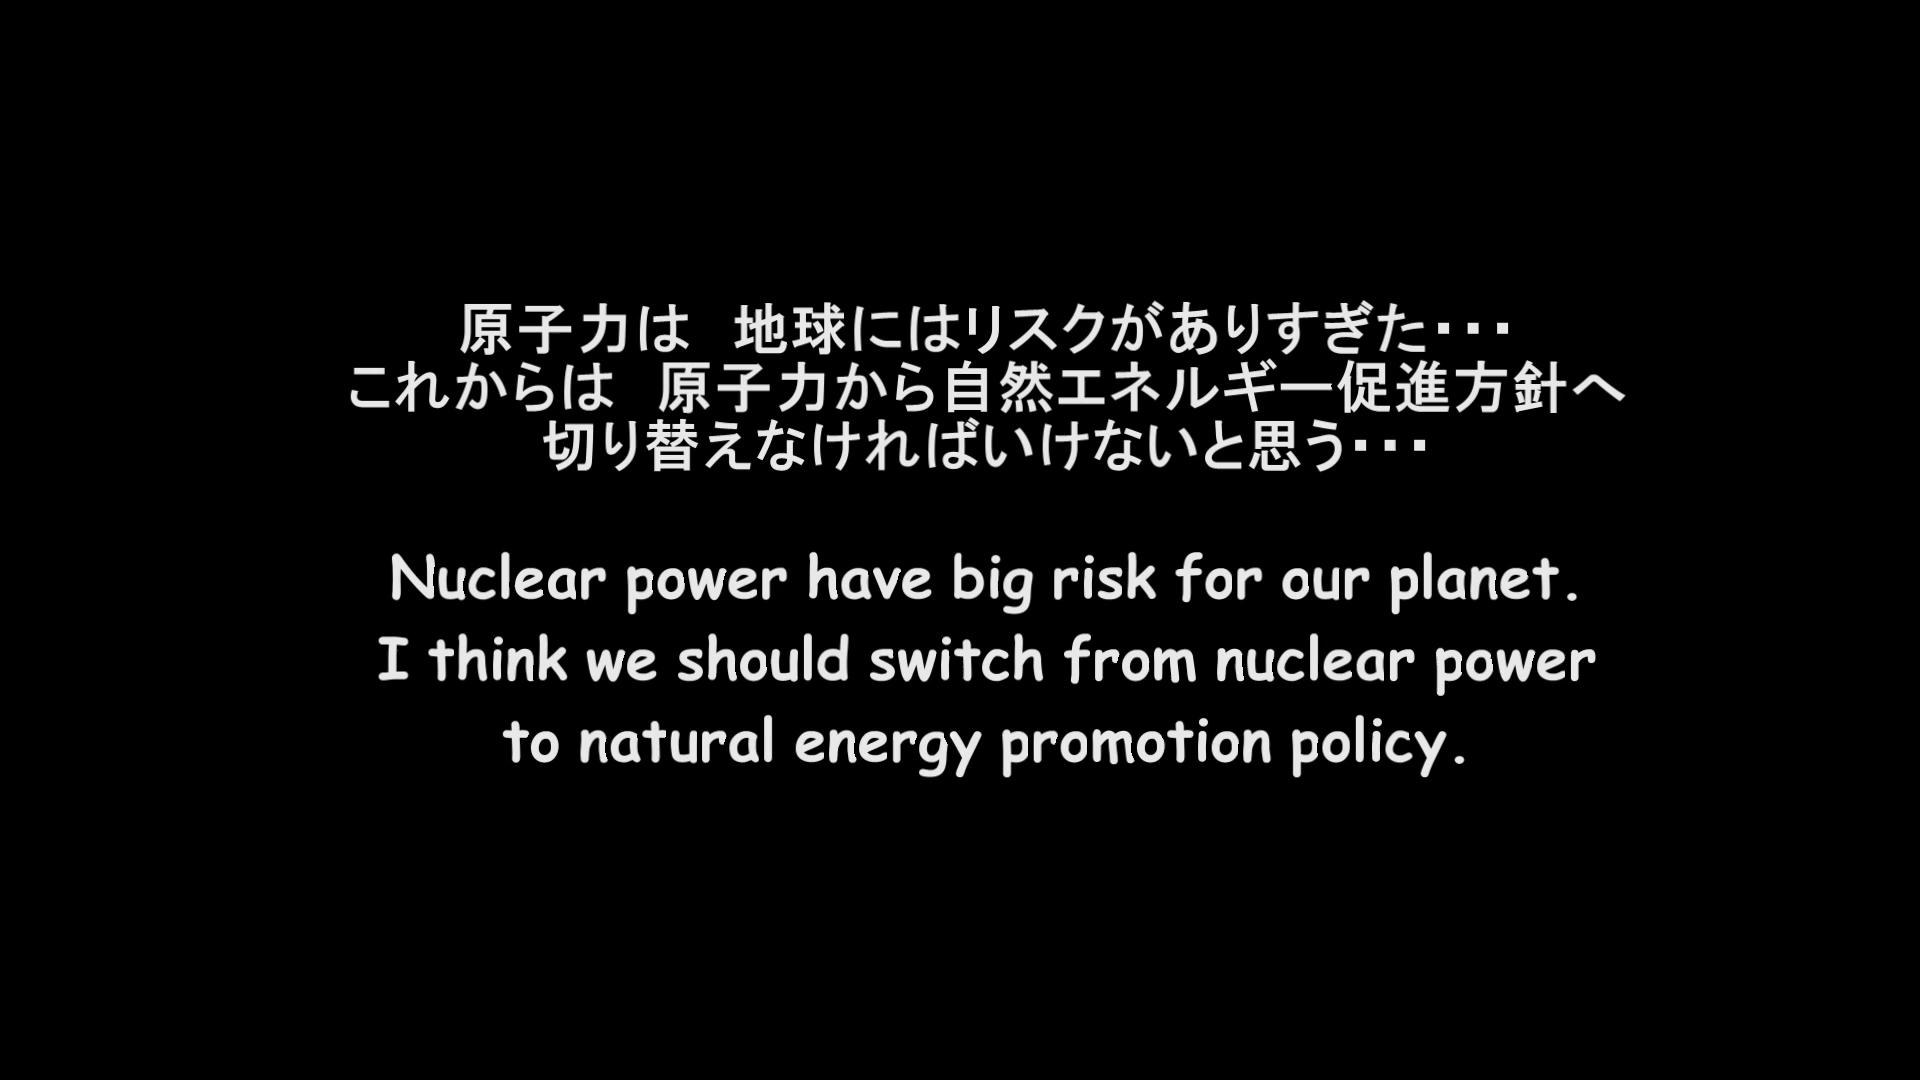 原子力は　地球にはリスクがありすぎた・・・
これからは　原子力から自然エネルギー促進方針へ
切り替えなければいけないと思う・・・
Nuclear power have big risk for our planet.
I think we should switch from nuclear power
to natural energy promotion policy.